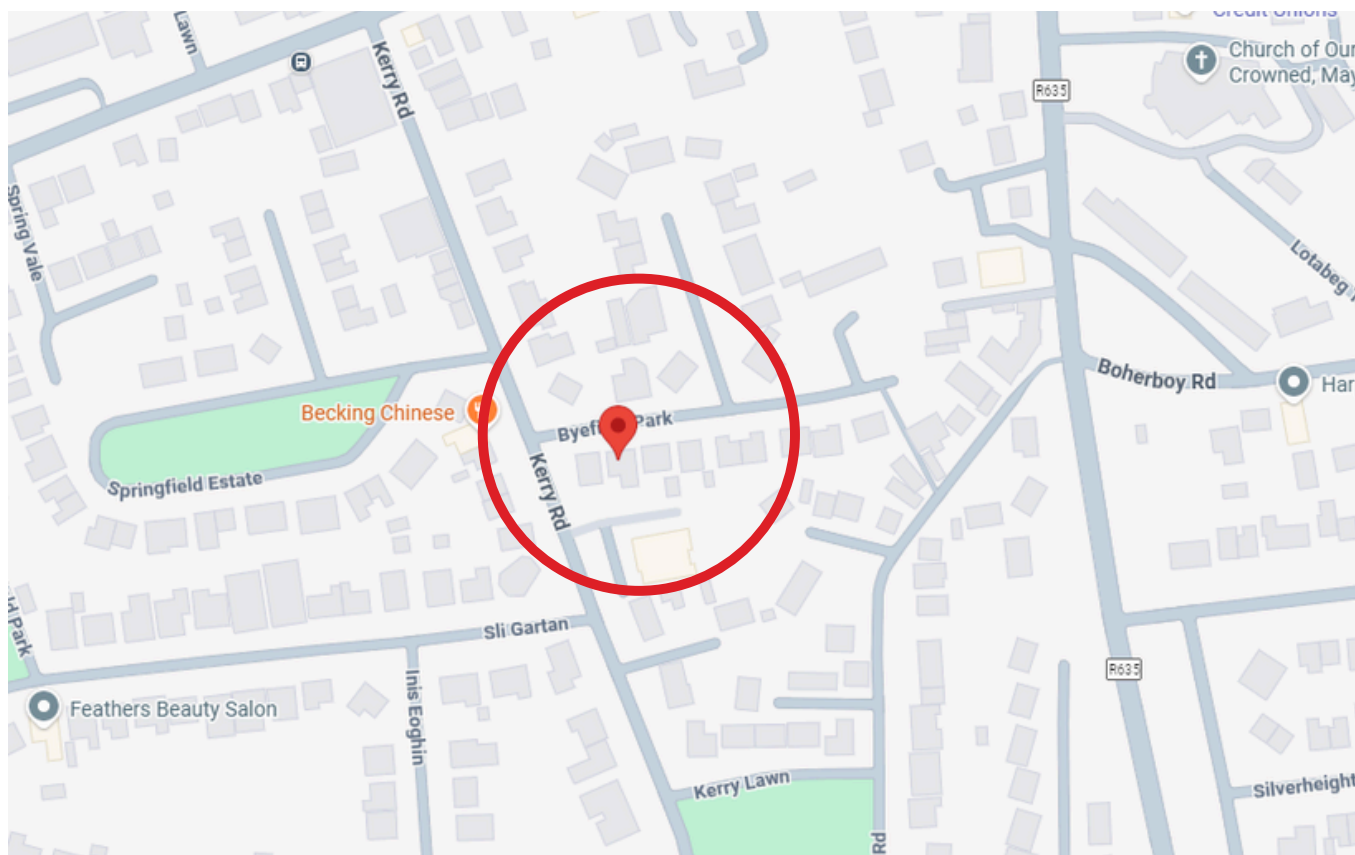 Credit Unions
Lawn
Kerry Rd
Church of Our
Crowned, May
R635
Spring Vale
Lotabeg
Boherboy Rd
Har
Becking Chinese
Park
Springfield Estate
Kerry Rd
Sli Gartan
Park
R635
Inis Eoghin
Feathers Beauty Salon
Kerry Lawn
Silverheight
Rd